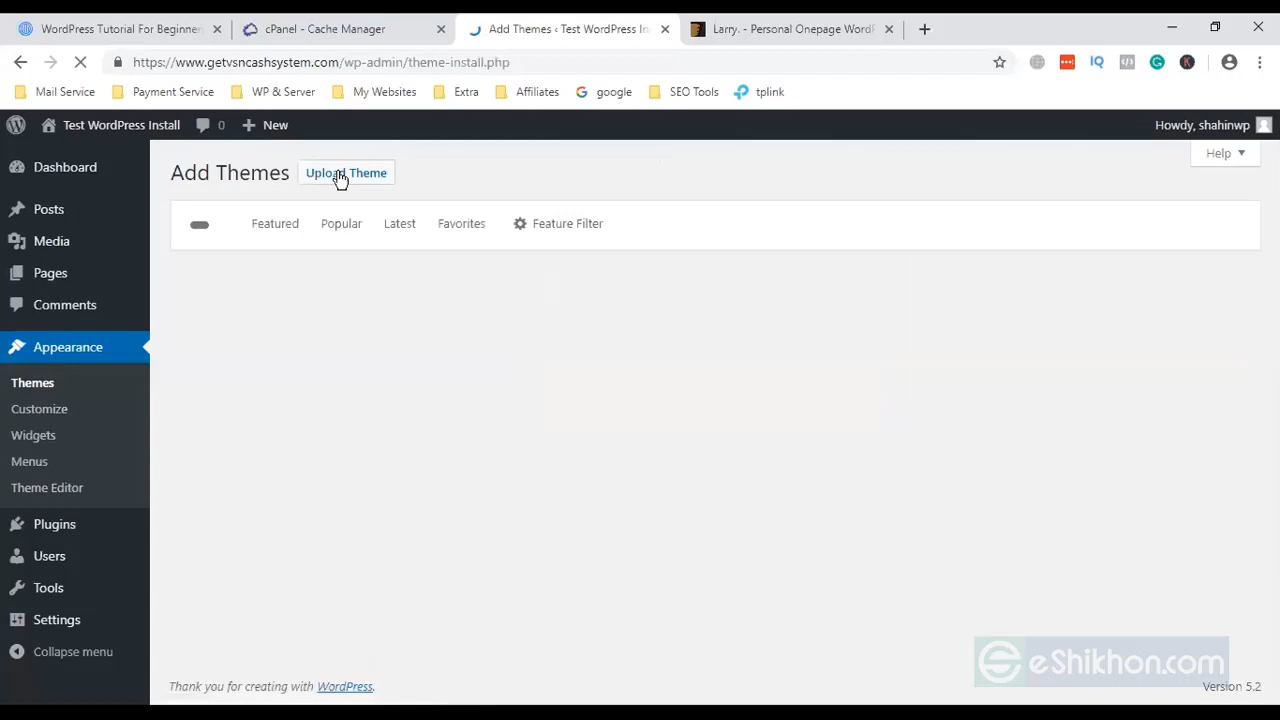 WordPress Tutorial For Beginner
cPanel - Cache Manager
Add Themes ‹ Test WordPress In
Larry. - Personal Onepage WordP
https://www.getvsncashsystem.com/wp-admin/theme-install.php
Mail Service
Payment Service
WP & Server
My Websites
Extra
Affiliates
google
SEO Tools
tplink
Test WordPress Install
0
New
Howdy, shahinwp
Dashboard
Posts
Media
Pages
Comments
Appearance
Themes
Customize
Widgets
Menus
Theme Editor
Plugins
Users
Tools
Settings
Collapse menu
Help
Add Themes
Upload Theme
Featured
Popular
Latest
Favorites
Feature Filter
Thank you for creating with WordPress.
Version 5.2
eShikhon.com